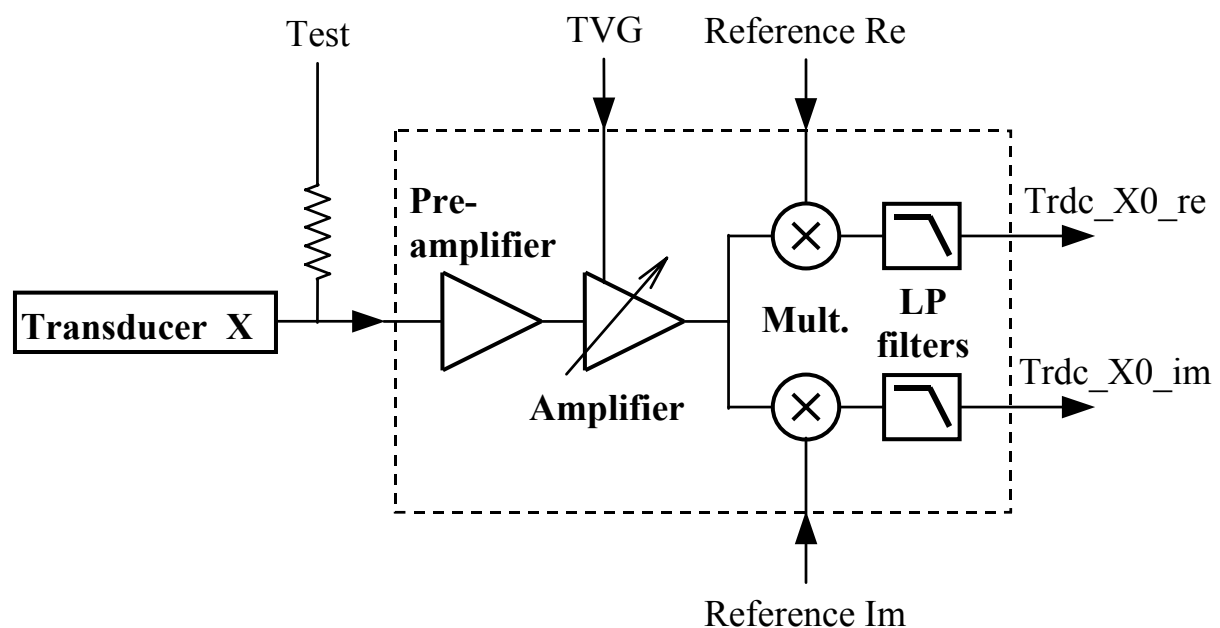 Test
TVG
Reference Re
Pre-
amplifier
Trdc_X0_re
Transducer X
Mult.
LP
filters
Amplifier
Trdc_X0_im
Reference Im